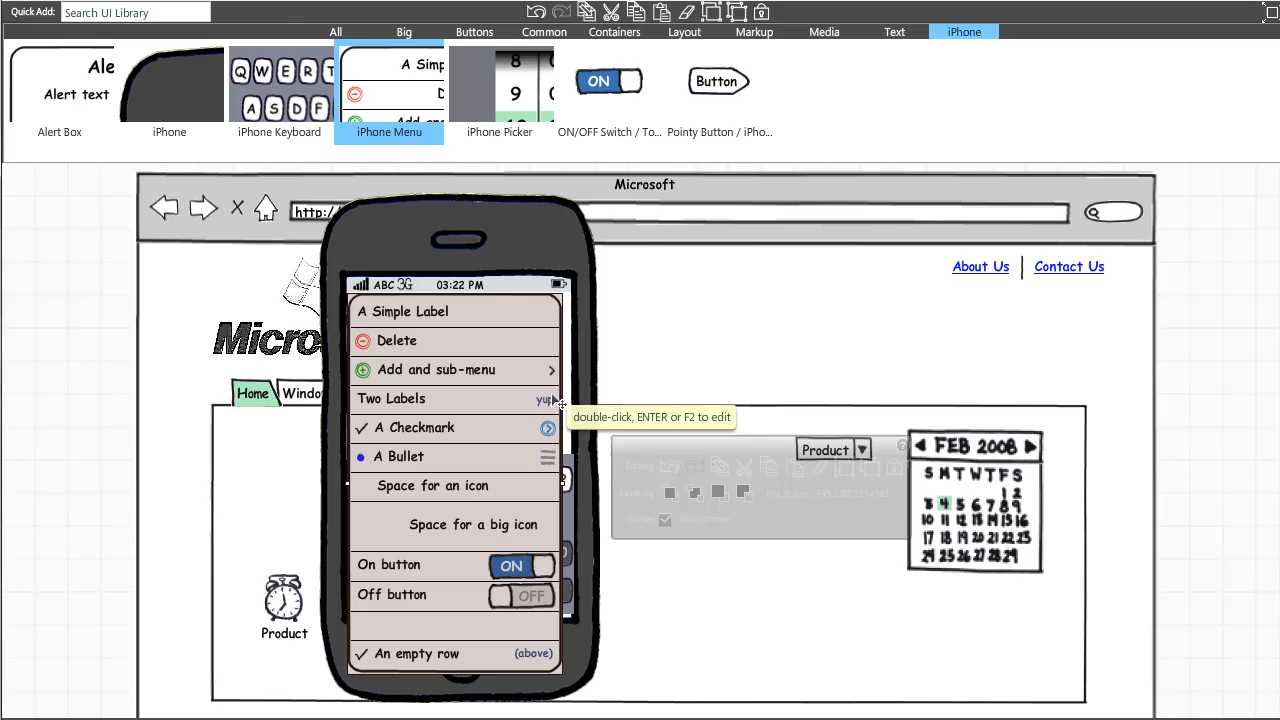 Quick Add: Search UI Library
All Big Buttons Common Containers Layout Markup Media Text iPhone
Ale
Alert text
QWERT
ASDF
A Simp
D
8
9
ON
Button
Alert Box iPhone iPhone Keyboard iPhone Menu iPhone Picker ON/OFF Switch / To... Pointy Button / iPho...
Microsoft
http://
About Us Contact Us
ABC 3G 03:22 PM
A Simple Label
Micro
Delete
Add and sub-menu
Home Window
Two Labels yup
double-click, ENTER or F2 to edit
A Checkmark
A Bullet
Product
FEB 2008
S M T W T F S
1 2
3 4 5 6 7 8 9
10 11 12 13 14 15 16
17 18 19 20 21 22 23
24 25 26 27 28 29
Space for an icon
Space for a big icon
On button ON
Off button OFF
Product
An empty row (above)